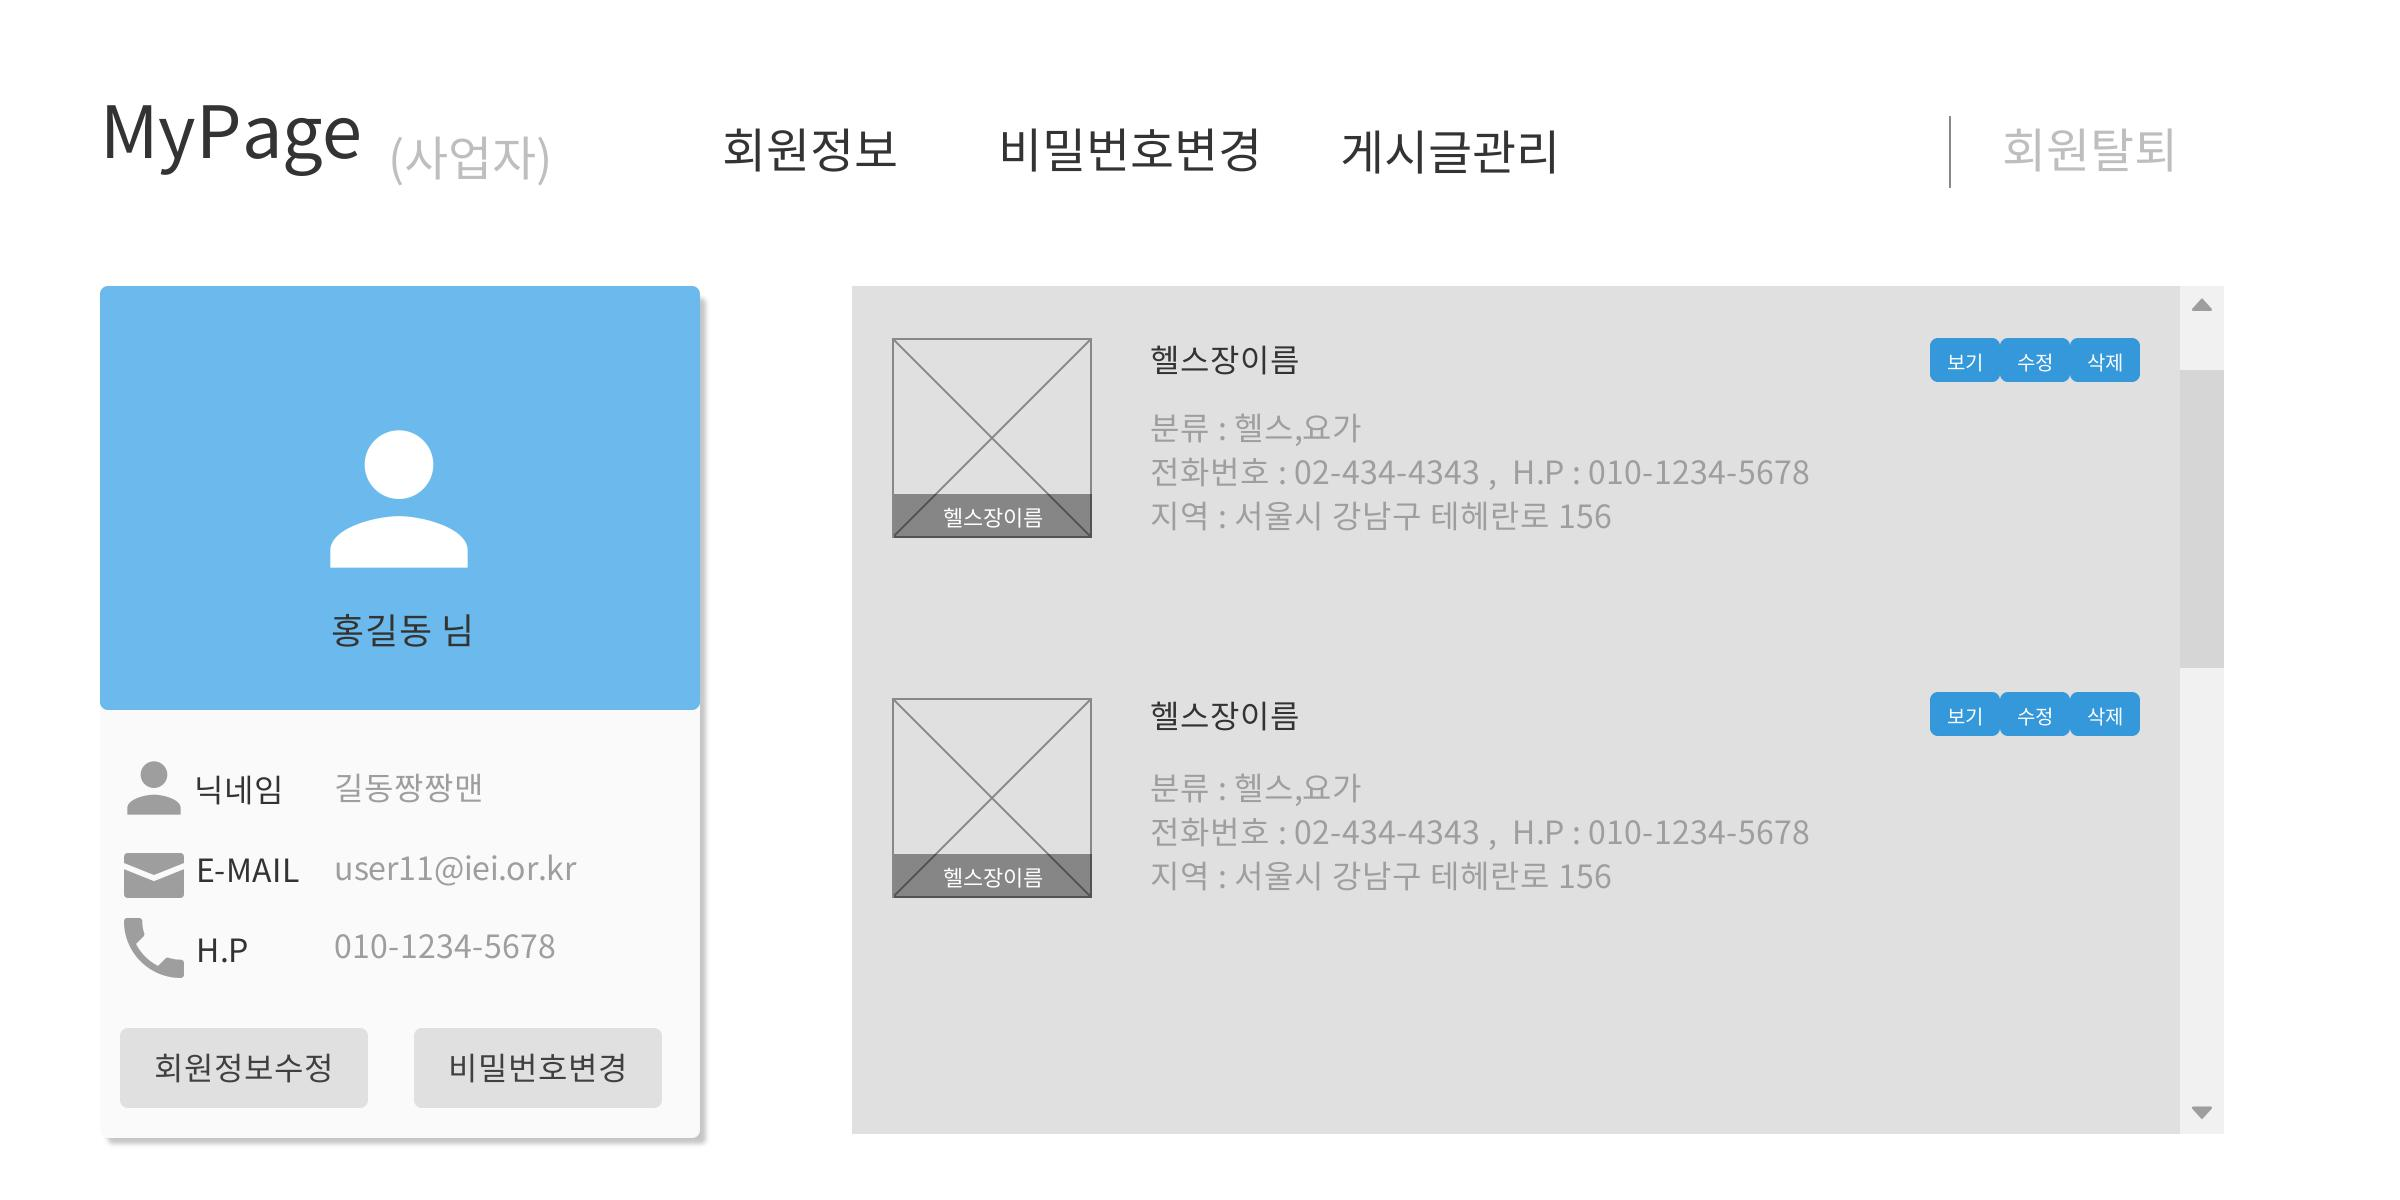 MyPage (사업자) 회원정보 비밀번호변경 게시글관리 회원탈퇴
홍길동 님
닉네임 길동짱짱맨
E-MAIL user11@iei.or.kr
H.P 010-1234-5678
회원정보수정 비밀번호변경
헬스장이름 보기 수정 삭제
분류 : 헬스,요가
전화번호 : 02-434-4343 , H.P : 010-1234-5678
지역 : 서울시 강남구 테헤란로 156
헬스장이름
헬스장이름 보기 수정 삭제
분류 : 헬스,요가
전화번호 : 02-434-4343 , H.P : 010-1234-5678
지역 : 서울시 강남구 테헤란로 156
헬스장이름